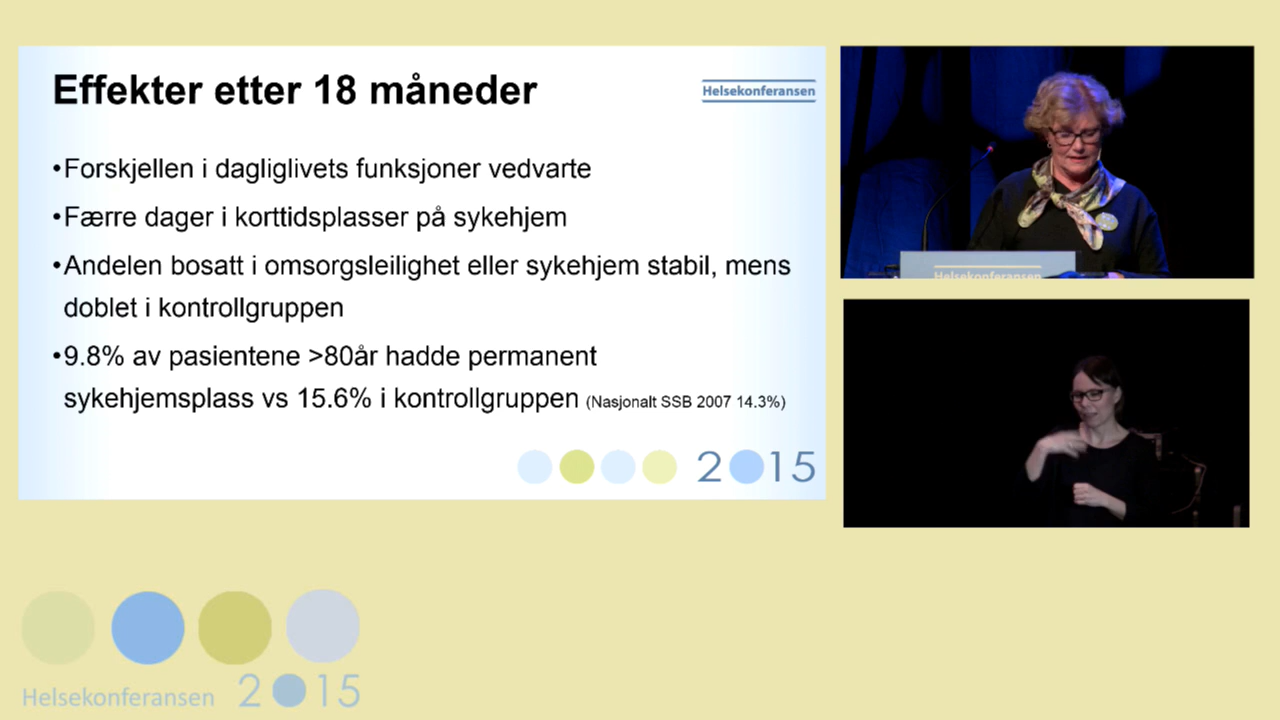 Effekter etter 18 måneder
Helsekonferansen
•Forskjellen i dagliglivets funksjoner vedvarte
•Færre dager i korttidsplasser på sykehjem
•Andelen bosatt i omsorgsleilighet eller sykehjem stabil, mens
doblet i kontrollgruppen
•9.8% av pasientene >80år hadde permanent
sykehjemsplass vs 15.6% i kontrollgruppen (Nasjonalt SSB 2007 14.3%)
2015
Helsekonferansen
Helsekonferansen 2015